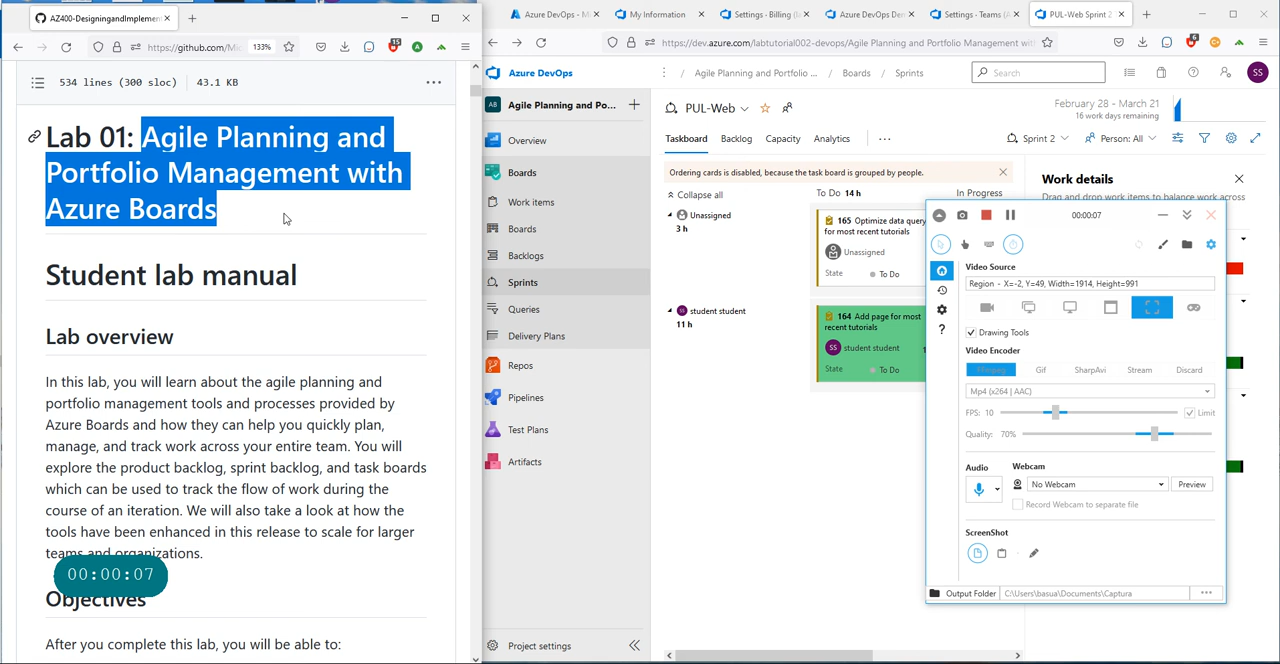 AZ400-DesigningandImplemen
https://github.com/Mic
133%
15
534 lines (300 sloc)
43.1 KB
Lab 01: Agile Planning and
Portfolio Management with
Azure Boards
Student lab manual
Lab overview
In this lab, you will learn about the agile planning and
portfolio management tools and processes provided by
Azure Boards and how they can help you quickly plan,
manage, and track work across your entire team. You will
explore the product backlog, sprint backlog, and task boards
which can be used to track the flow of work during the
course of an iteration. We will also take a look at how the
tools have been enhanced in this release to scale for larger
teams and organizations.
00:00:07
Objectives
After you complete this lab, you will be able to:
Azure DevOps - M
My Information
Settings - Billing (M
Azure DevOps Den
Settings - Teams (A
PUL-Web Sprint 2
https://dev.azure.com/labtutorial002-devops/Agile Planning and Portfolio Management with
6
Azure DevOps
/ Agile Planning and Portfolio ... / Boards / Sprints
Search
SS
AB
Agile Planning and Po...
Overview
Boards
Work items
Boards
Backlogs
Sprints
Queries
Delivery Plans
Repos
Pipelines
Test Plans
Artifacts
Project settings
PUL-Web
February 28 - March 21
16 work days remaining
Taskboard
Backlog
Capacity
Analytics
Sprint 2
Person: All
Ordering cards is disabled, because the task board is grouped by people.
Collapse all
To Do 14 h
In Progress
Unassigned
3 h
165 Optimize data query
for most recent tutorials
Unassigned
State
To Do
SS
student student
11 h
164 Add page for most
recent tutorials
SS
student student
1
State
To Do
Work details
Drag and drop work items to balance work across
00:00:07
Video Source
Region - X=-2, Y=49, Width=1914, Height=991
Drawing Tools
Video Encoder
FFmpeg
Gif
SharpAvi
Stream
Discard
Mp4 (x264 | AAC)
FPS: 10
Limit
Quality: 70%
Audio
Webcam
No Webcam
Preview
Record Webcam to separate file
ScreenShot
Output Folder
C:\Users\basua\Documents\Captura